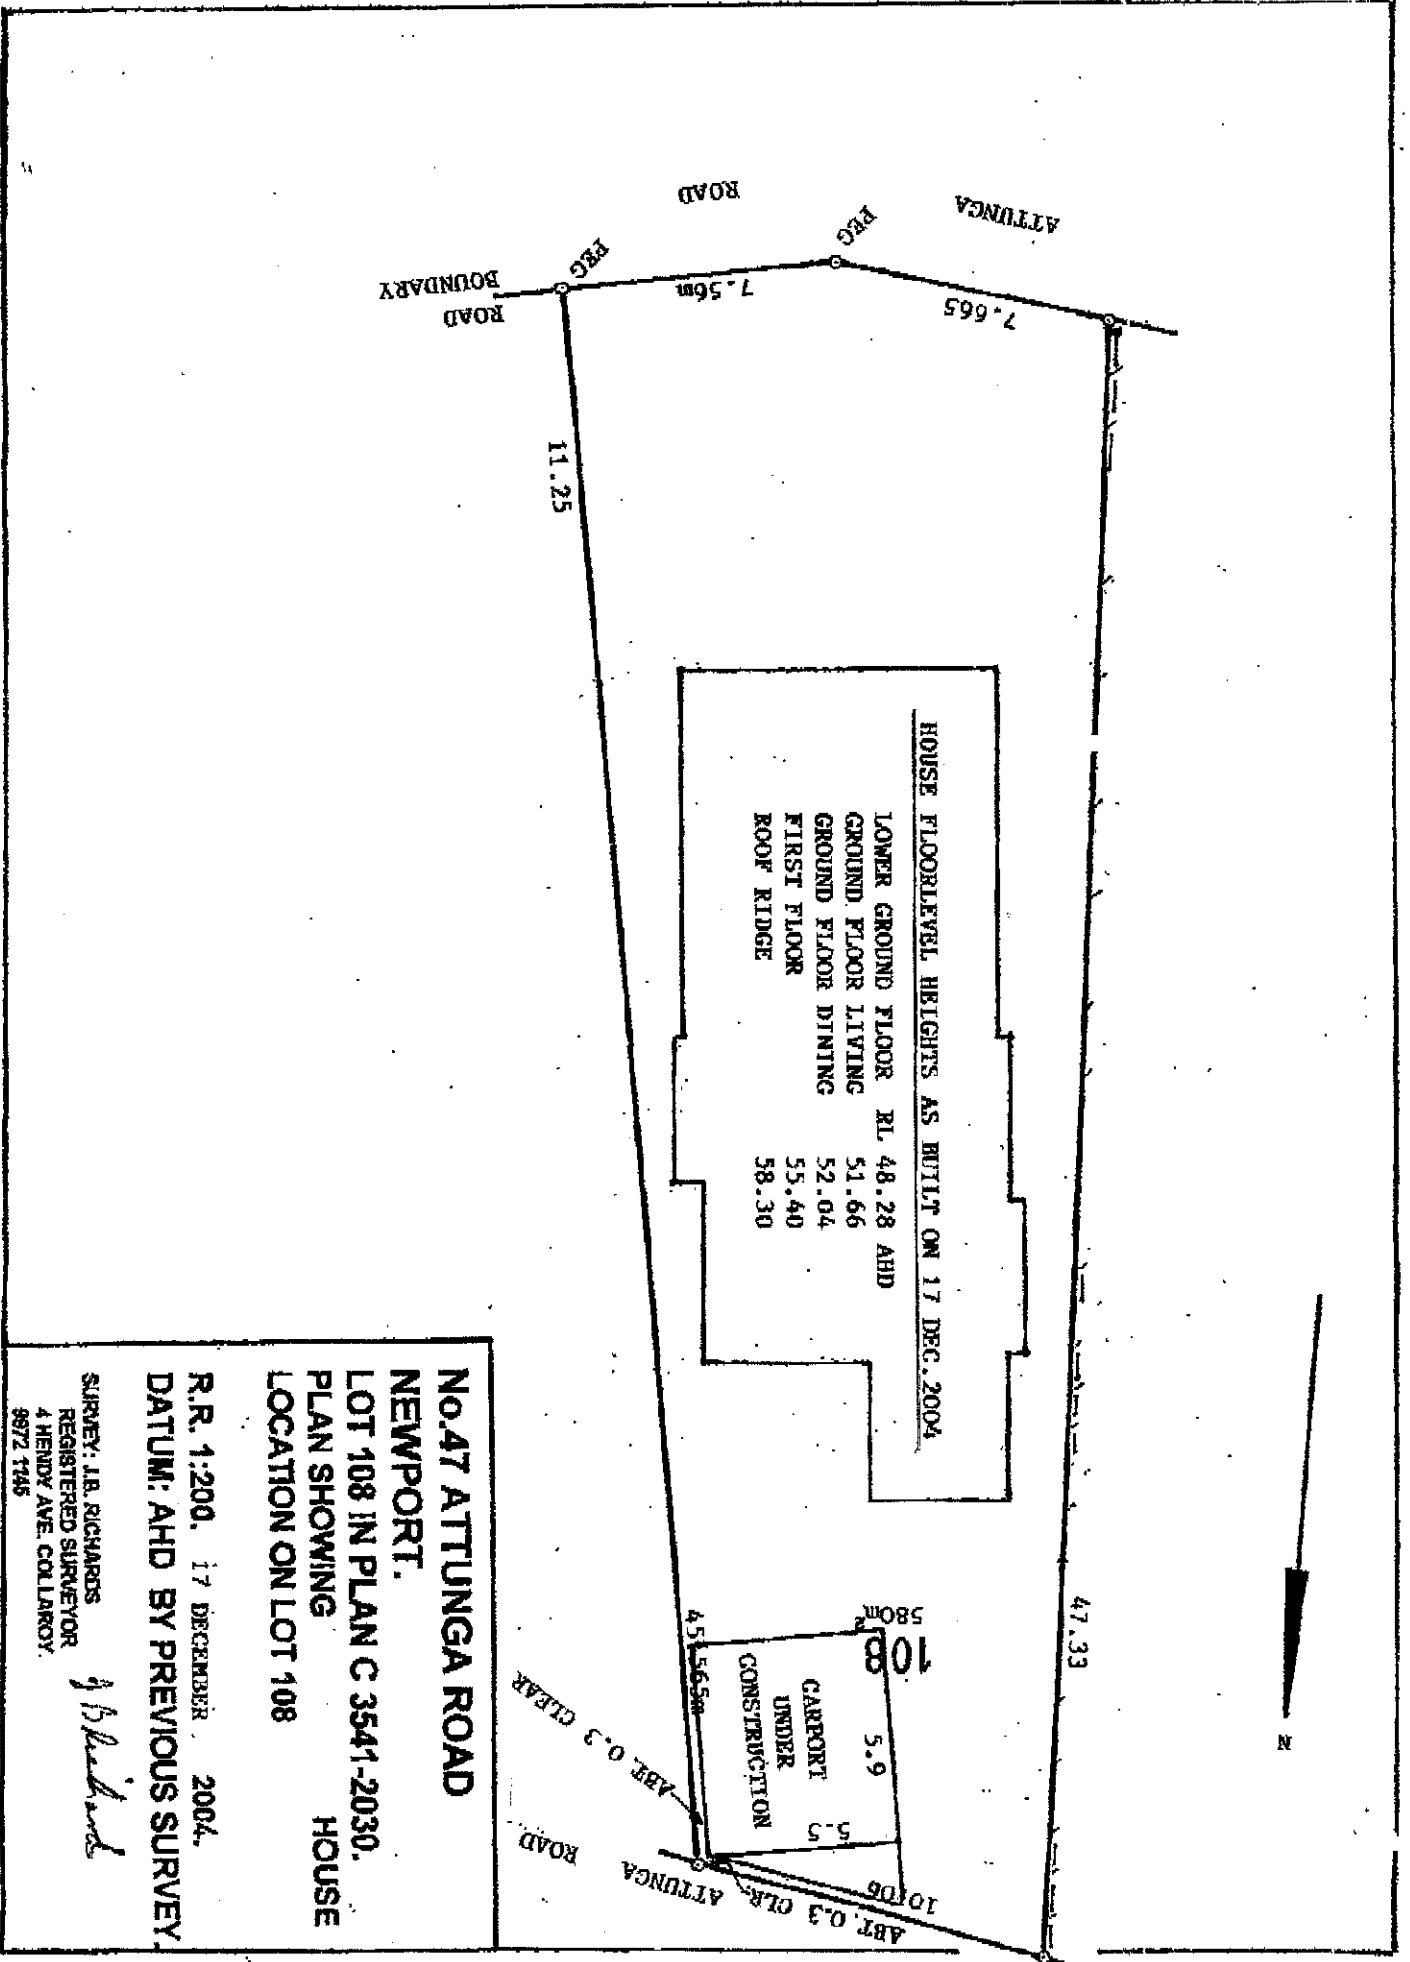 ATTUNGA
ROAD
PEG
PEG
ROAD
BOUNDARY
7.56m
7.665
11.25
HOUSE FLOORLEVEL HEIGHTS AS BUILT ON 17 DEC.2004
LOWER GROUND FLOOR RL 48.28 AHD
GROUND FLOOR LIVING 51.66
GROUND FLOOR DINING 52.04
FIRST FLOOR 55.40
ROOF RIDGE 58.30
47.33
N
108
580m²
5.9
CARPORT
UNDER
CONSTRUCTION
5.5
ABT. 0.3 CLEAR
ABT. 0.3 CLR.
ATTUNGA
ROAD
No.47 ATTUNGA ROAD
NEWPORT.
LOT 108 IN PLAN C 3541-2030.
PLAN SHOWING HOUSE
LOCATION ON LOT 108
R.R. 1:200. 17 DECEMBER 2004.
DATUM: AHD BY PREVIOUS SURVEY.
SURVEY: J.B. RICHARDS
REGISTERED SURVEYOR
4 HENDY AVE. COLLAROY.